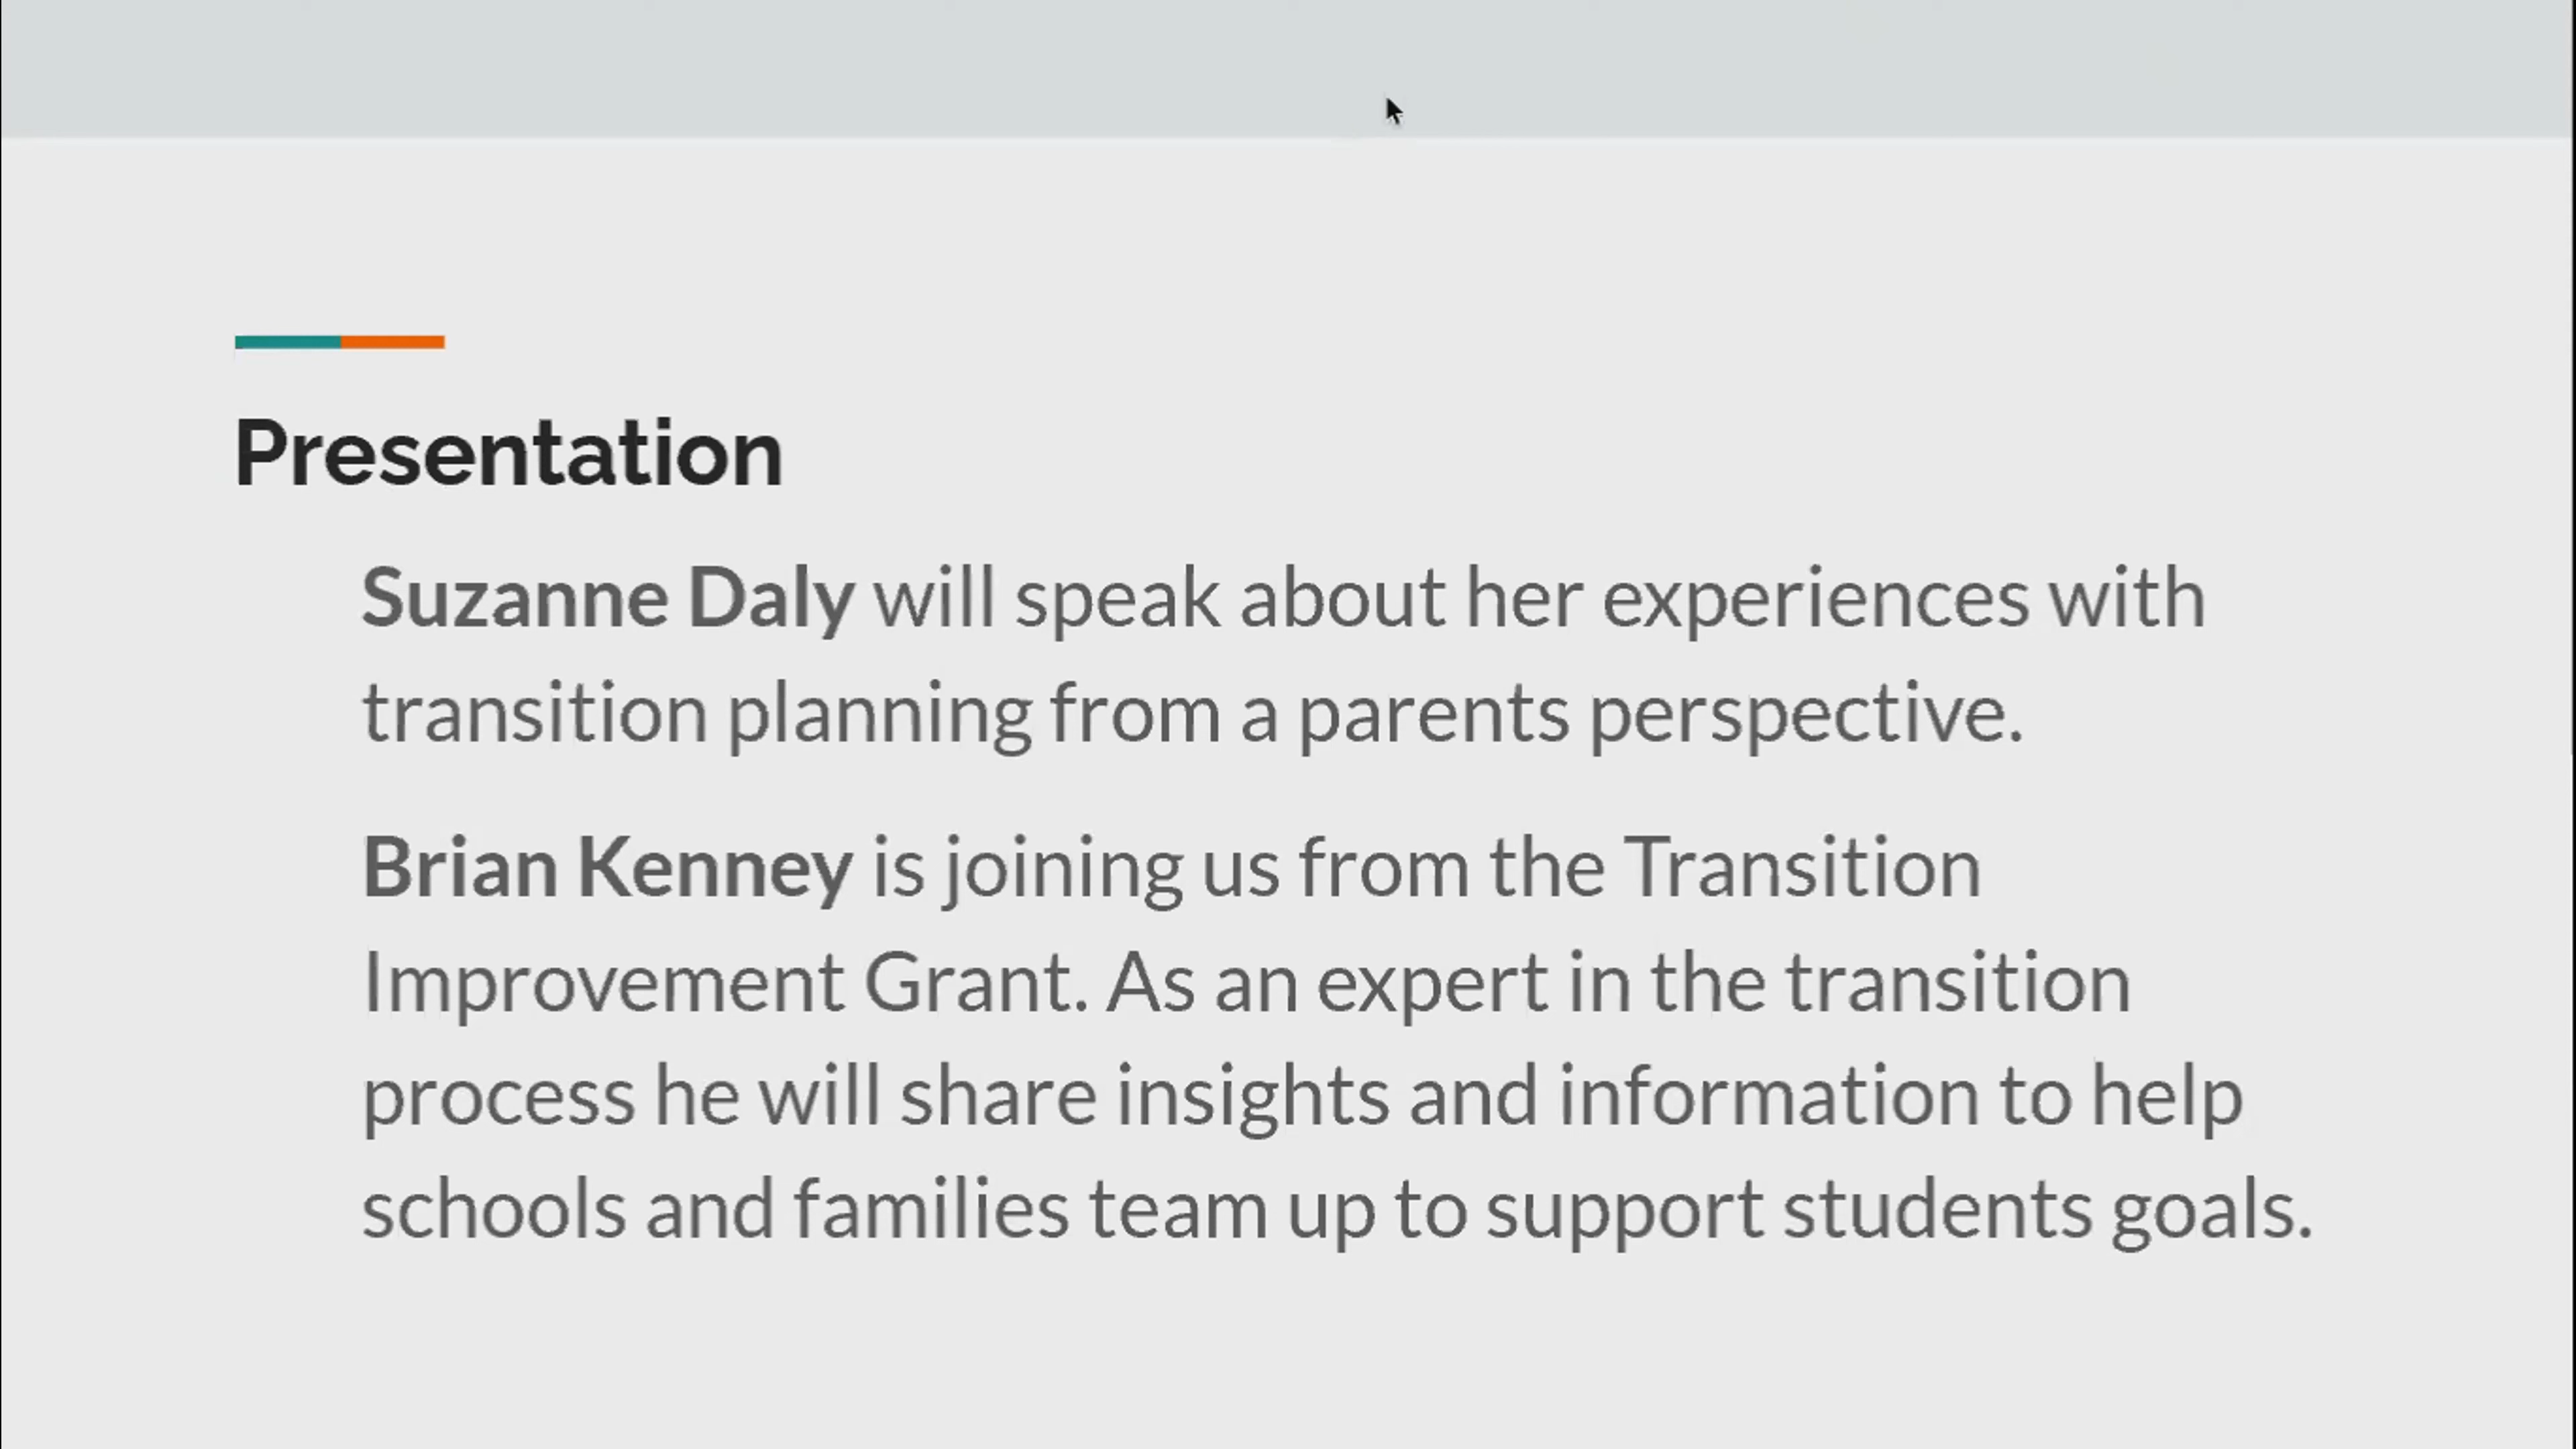 Presentation
Suzanne Daly will speak about her experiences with
transition planning from a parents perspective.
Brian Kenney is joining us from the Transition
Improvement Grant. As an expert in the transition
process he will share insights and information to help
schools and families team up to support students goals.